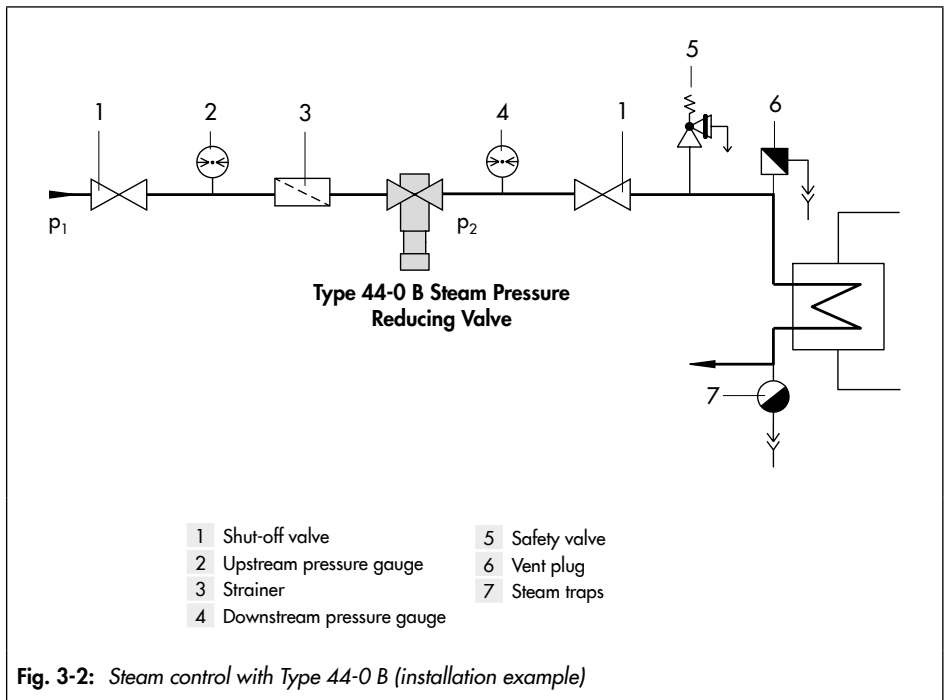 5
1
2
3
4
1
6
p1
p2
Type 44-0 B Steam Pressure
Reducing Valve
7
1 Shut-off valve
2 Upstream pressure gauge
3 Strainer
4 Downstream pressure gauge
5 Safety valve
6 Vent plug
7 Steam traps
Fig. 3-2: Steam control with Type 44-0 B (installation example)